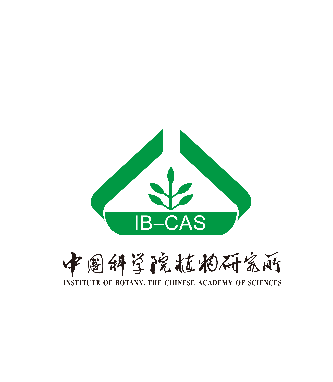 IB-CAS
中国科学院植物研究所
INSTITUTE OF BOTANY, THE CHINESE ACADEMY OF SCIENCES